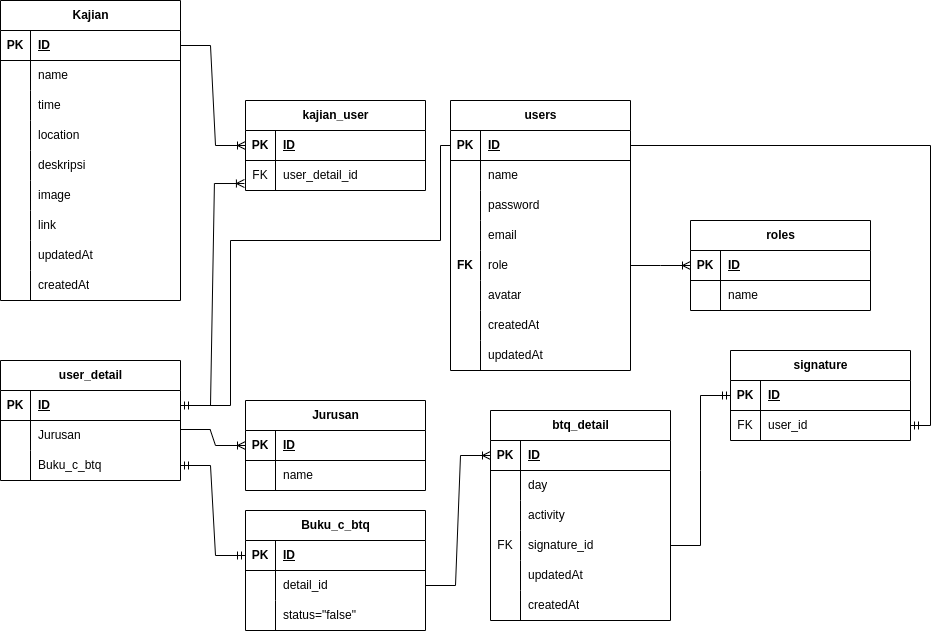 Kajian
PK ID
name
time
location
deskripsi
image
link
updatedAt
createdAt
kajian_user
PK ID
FK user_detail_id
users
PK ID
name
password
email
FK role
avatar
createdAt
updatedAt
roles
PK ID
name
user_detail
PK ID
Jurusan
Buku_c_btq
Jurusan
PK ID
name
Buku_c_btq
PK ID
detail_id
status="false"
btq_detail
PK ID
day
activity
FK signature_id
updatedAt
createdAt
signature
PK ID
FK user_id